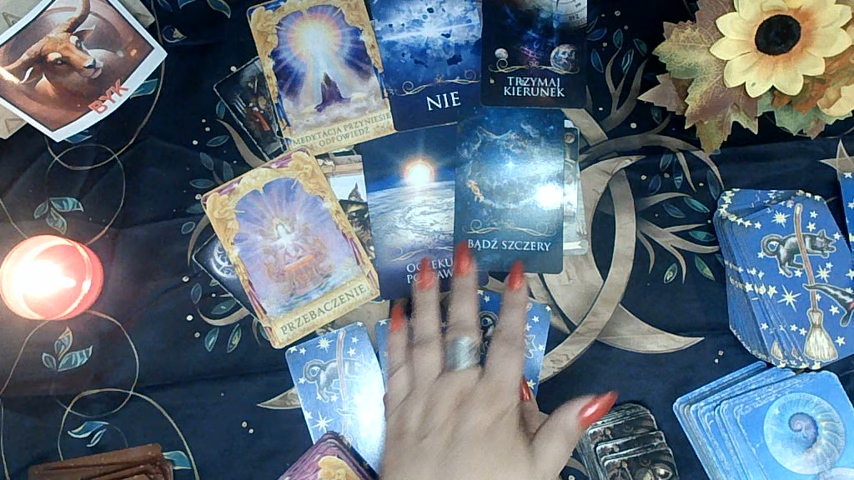 BYK
MEDYTACJA PRZYNIESIE
ODPOWIEDŹ
NIE
TRZYMAJ
KIERUNEK
PRZEBACZENIE
BĄDŹ SZCZERY